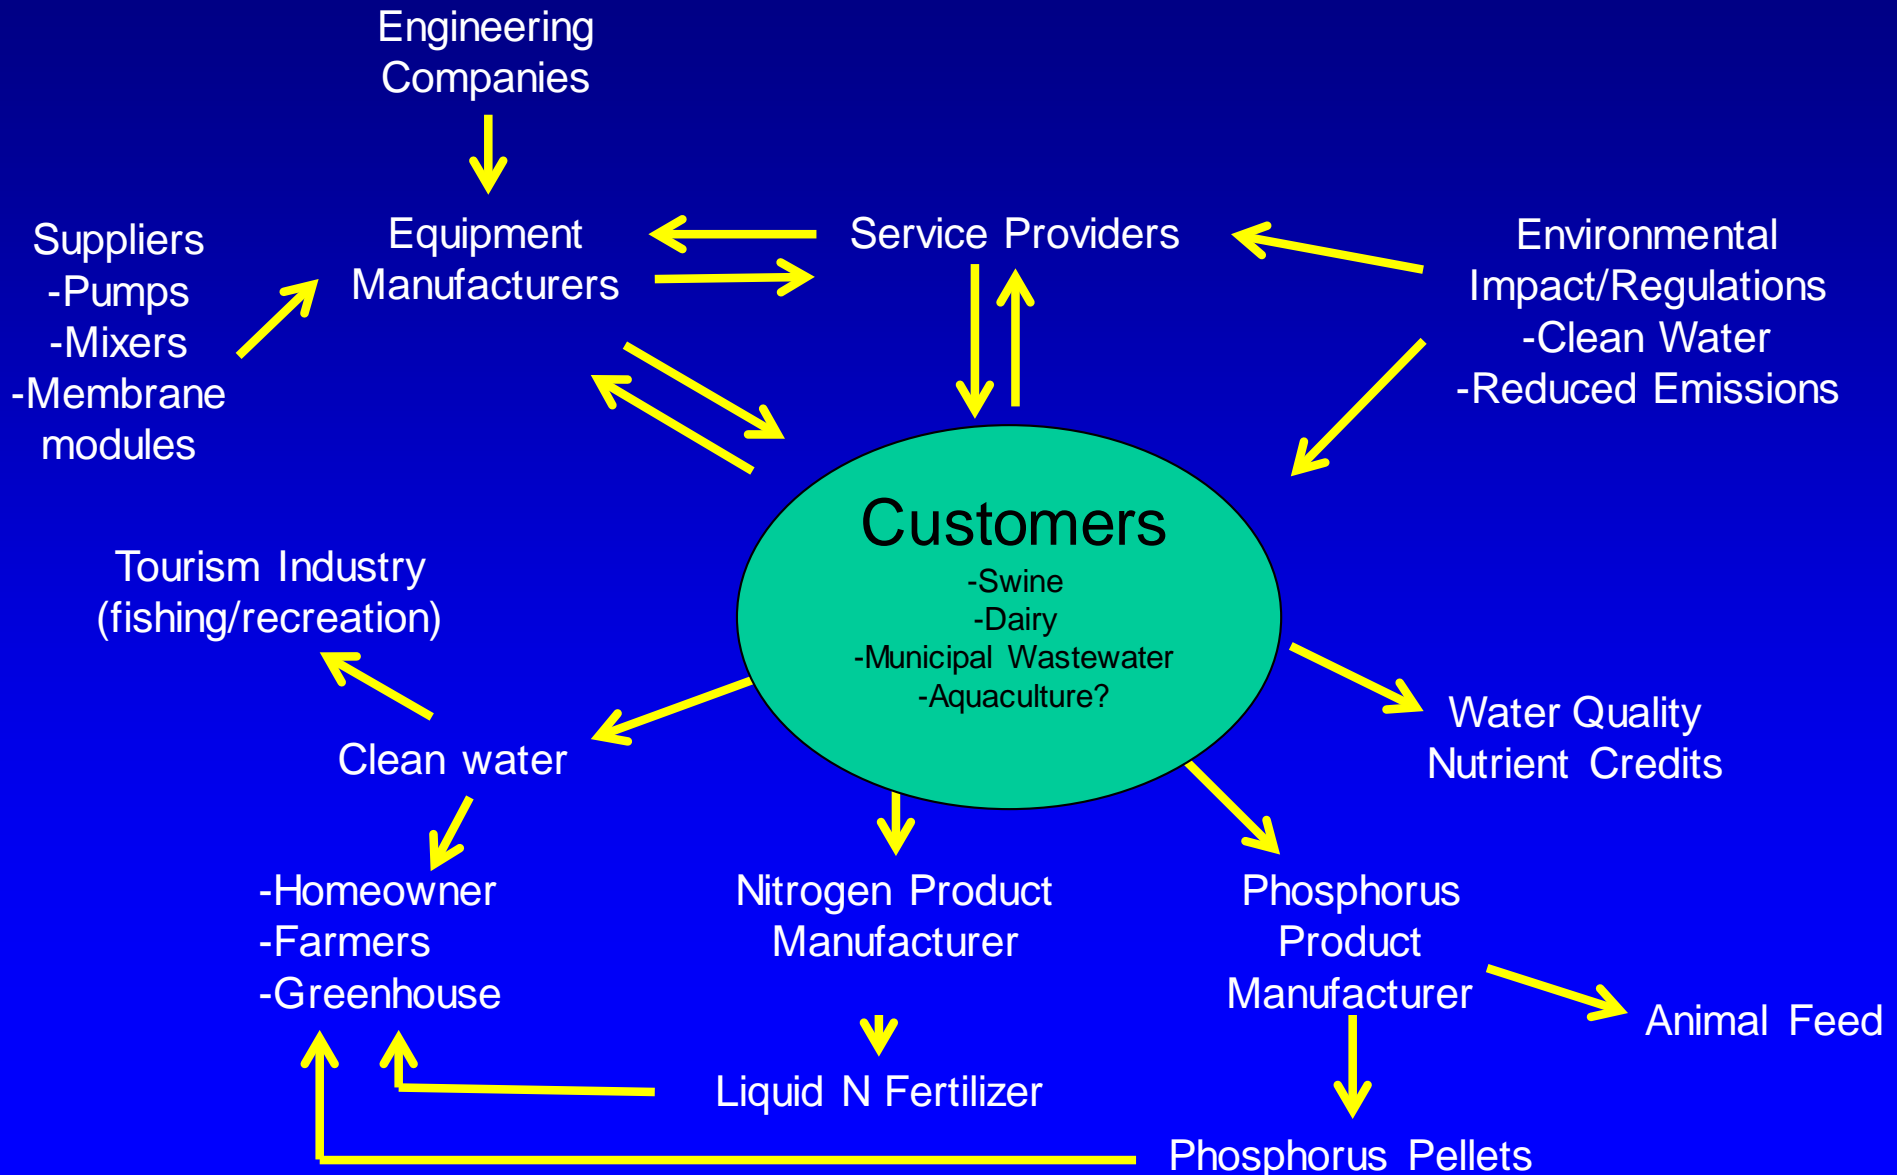 Engineering
Companies
Suppliers
-Pumps
-Mixers
-Membrane
modules
Equipment
Manufacturers
Service Providers
Environmental
Impact/Regulations
-Clean Water
-Reduced Emissions
Customers
-Swine
-Dairy
-Municipal Wastewater
-Aquaculture?
Tourism Industry
(fishing/recreation)
Clean water
Water Quality
Nutrient Credits
-Homeowner
-Farmers
-Greenhouse
Nitrogen Product
Manufacturer
Phosphorus
Product
Manufacturer
Animal Feed
Liquid N Fertilizer
Phosphorus Pellets